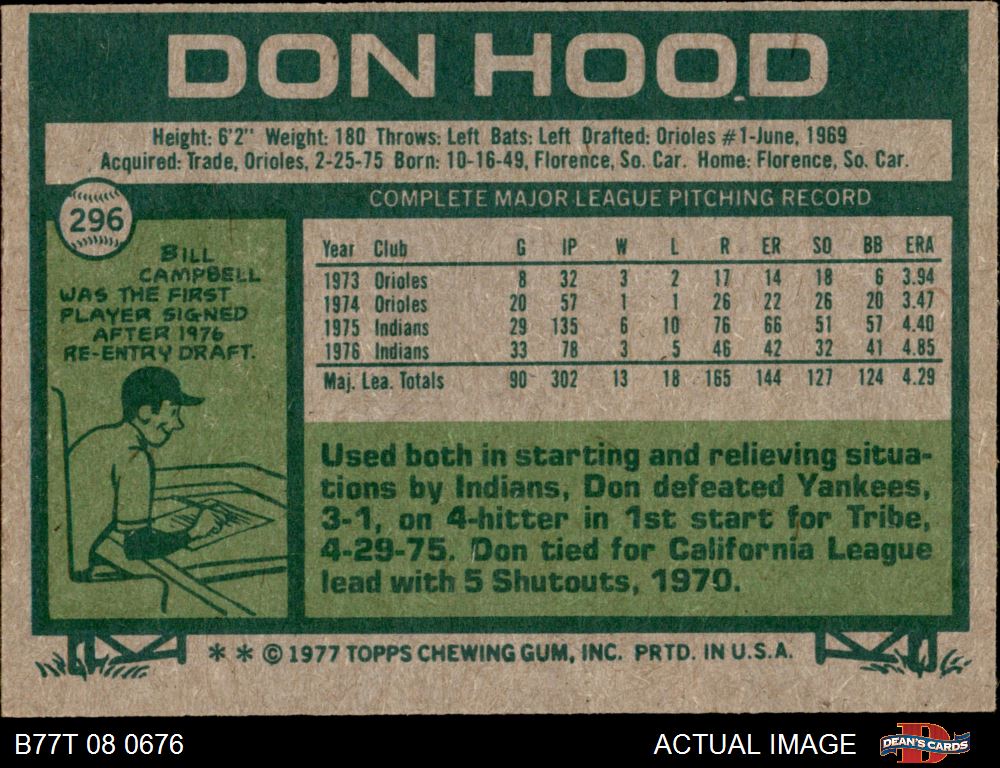 DON HOOD
Height: 6'2" Weight: 180 Throws: Left Bats: Left Drafted: Orioles #1-June, 1969
Acquired: Trade, Orioles, 2-25-75 Born: 10-16-49, Florence, So. Car. Home: Florence, So. Car.
296
COMPLETE MAJOR LEAGUE PITCHING RECORD
BILL
CAMPBELL
WAS THE FIRST
PLAYER SIGNED
AFTER 1976
RE-ENTRY DRAFT.
Year Club G IP W L R ER SO BB ERA
1973 Orioles 8 32 3 2 17 14 18 6 3.94
1974 Orioles 20 57 1 1 26 22 26 20 3.47
1975 Indians 29 135 6 10 76 66 51 57 4.40
1976 Indians 33 78 3 5 46 42 32 41 4.85
Maj. Lea. Totals 90 302 13 18 165 144 127 124 4.29
Used both in starting and relieving situa-
tions by Indians, Don defeated Yankees,
3-1, on 4-hitter in 1st start for Tribe,
4-29-75. Don tied for California League
lead with 5 Shutouts, 1970.
* * © 1977 TOPPS CHEWING GUM, INC. PRTD. IN U.S.A.
B77T 08 0676 ACTUAL IMAGE DEAN'S CARDS